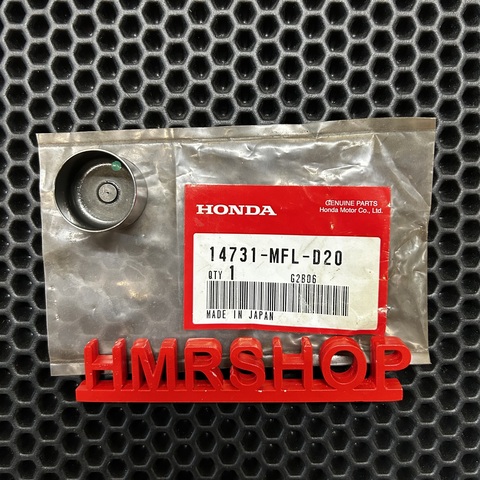 HONDA
GENUINE PARTS
Honda Motor Co., Ltd.
14731-MFL-D20
QTY 1
G2B06
MADE IN JAPAN
HMRSHOP